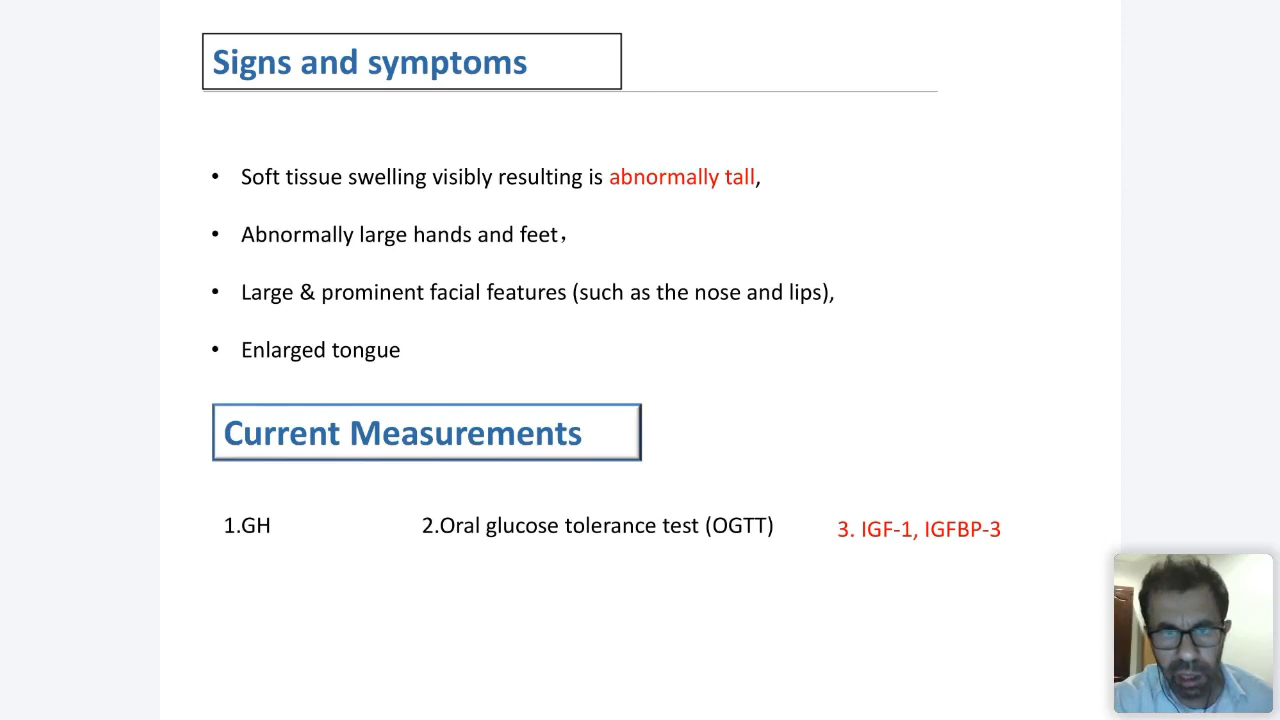 Signs and symptoms
• Soft tissue swelling visibly resulting is abnormally tall,
• Abnormally large hands and feet，
• Large & prominent facial features (such as the nose and lips),
• Enlarged tongue
Current Measurements
1.GH 2.Oral glucose tolerance test (OGTT) 3. IGF-1, IGFBP-3